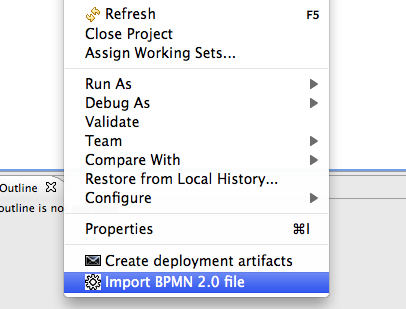 Refresh F5
Close Project
Assign Working Sets...
Run As
Debug As
Validate
Team
Compare With
Restore from Local History...
Configure
Properties ⌘I
Outline
outline is no
Create deployment artifacts
Import BPMN 2.0 file